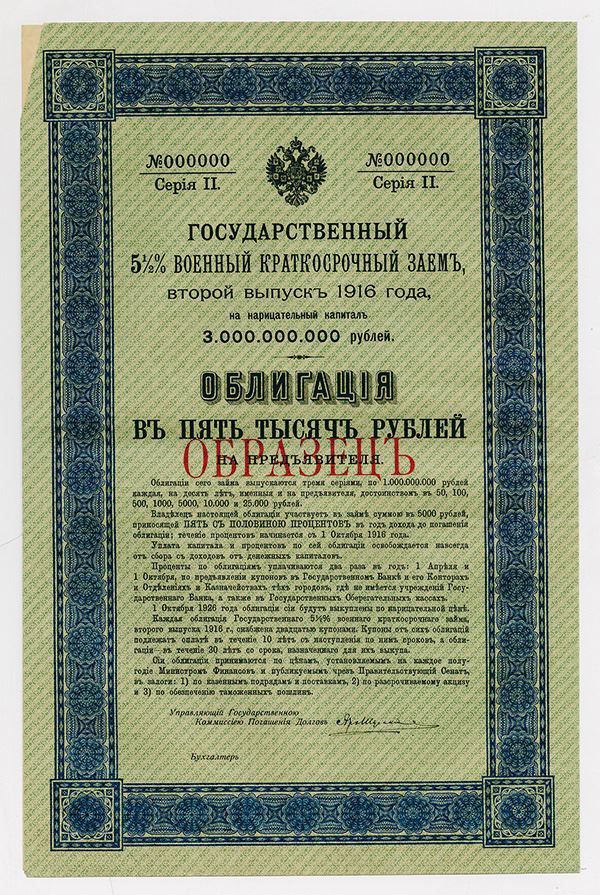 №000000
Серія II.
№000000
Серія II.
ГОСУДАРСТВЕННЫЙ
5½% ВОЕННЫЙ КРАТКОСРОЧНЫЙ ЗАЕМЪ,
второй выпускъ 1916 года,
на нарицательный капиталъ
3.000.000.000 рублей.
ОБЛИГАЦІЯ
ВЪ ПЯТЬ ТЫСЯЧЪ РУБЛЕЙ
ОБРАЗЕЦЪ
НА ПРЕДЪЯВИТЕЛЯ.
Облигаціи сего займа выпускаются тремя серіями, по 1.000.000.000 рублей
каждая, на десять лѣтъ, именныя и на предъявителя, достоинствомъ въ 50, 100,
500, 1000, 5000, 10.000 и 25.000 рублей.
Владѣлецъ настоящей облигаціи участвуетъ въ займѣ суммою въ 5000 рублей,
приносящей ПЯТЬ СЪ ПОЛОВИНОЮ ПРОЦЕНТОВЪ въ годъ дохода до погашенія
облигаціи; теченіе процентовъ начинается съ 1 Октября 1916 года.
Уплата капитала и процентовъ по сей облигаціи освобождается навсегда
отъ сбора съ доходовъ отъ денежныхъ капиталовъ.
Проценты по облигаціямъ уплачиваются два раза въ годъ: 1 Апрѣля и
1 Октября, по предъявленіи купоновъ въ Государственномъ Банкѣ и его Конторахъ
и Отдѣленіяхъ и Казначействахъ тѣхъ городовъ, гдѣ не имѣется учрежденій Госу-
дарственнаго Банка, а также въ Государственныхъ Сберегательныхъ кассахъ.
1 Октября 1926 года облигаціи сіи будутъ выкуплены по нарицательной цѣнѣ.
Каждая облигація Государственнаго 5½% военнаго краткосрочнаго займа,
второго выпуска 1916 г., снабжена двадцатью купонами. Купоны отъ сихъ облигацій
подлежатъ оплатѣ въ теченіе 10 лѣтъ съ наступленія по нимъ сроковъ, а обли-
гаціи—въ теченіе 30 лѣтъ со срока, назначеннаго для ихъ выкупа.
Сіи облигаціи принимаются по цѣнамъ, установляемымъ на каждое полу-
годіе Министромъ Финансовъ и публикуемымъ чрезъ Правительствующій Сенатъ,
въ залоги: 1) по казеннымъ подрядамъ и поставкамъ, 2) по разсрочиваемому акцизу
и 3) по обезпеченію таможенныхъ пошлинъ.
Управляющій Государственною
Коммиссіею Погашенія Долговъ
Бухгалтеръ